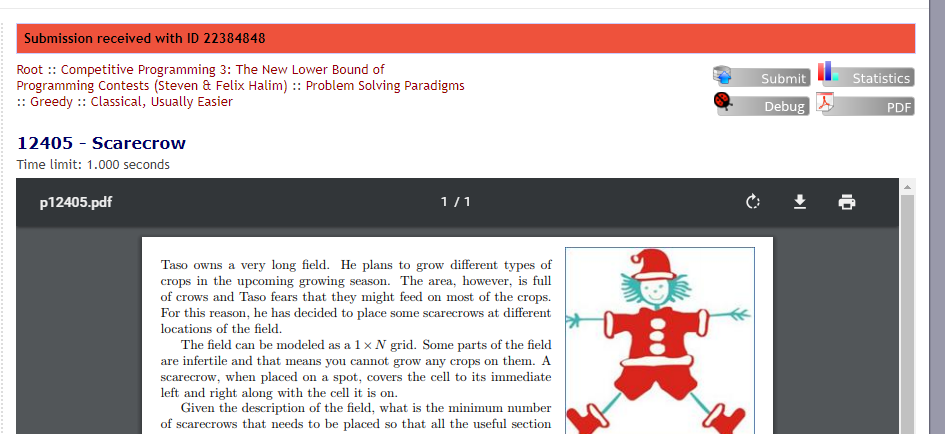 Submission received with ID 22384848
Root :: Competitive Programming 3: The New Lower Bound of
Programming Contests (Steven & Felix Halim) :: Problem Solving Paradigms
:: Greedy :: Classical, Usually Easier
Submit
Statistics
Debug
PDF
12405 - Scarecrow
Time limit: 1.000 seconds
p12405.pdf
1 / 1
Taso owns a very long field. He plans to grow different types of
crops in the upcoming growing season. The area, however, is full
of crows and Taso fears that they might feed on most of the crops.
For this reason, he has decided to place some scarecrows at different
locations of the field.
The field can be modeled as a 1 × N grid. Some parts of the field
are infertile and that means you cannot grow any crops on them. A
scarecrow, when placed on a spot, covers the cell to its immediate
left and right along with the cell it is on.
Given the description of the field, what is the minimum number
of scarecrows that needs to be placed so that all the useful section